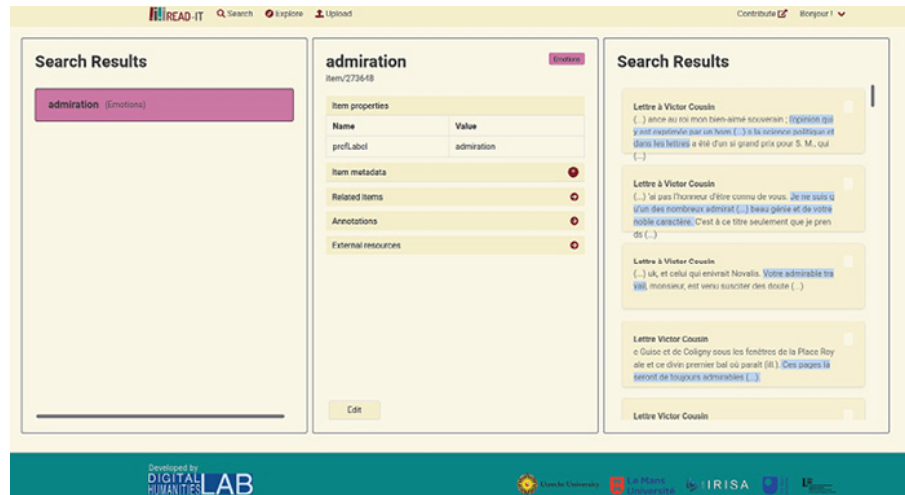 READ-IT Search Explore Upload Contribute Bonjour !
Search Results
admiration (Emotions)
admiration
Emotions
item/273648
Item properties
Name Value
prefLabel admiration
Item metadata
Related Items
Annotations
External resources
Edit
Search Results
Lettre à Victor Cousin
(...) ance au roi mon bien-aimé souverain ; l'opinion qui
y est exprimée par un hom (...) s la science politique et
dans les lettres a été d'un si grand prix pour S. M., qui
(...)
Lettre à Victor Cousin
(...) 'ai pas l'honneur d'être connu de vous. Je ne suis q
u'un des nombreux admirat (...) beau génie et de votre
noble caractère. C'est à ce titre seulement que je pren
ds (...)
Lettre à Victor Cousin
(...) uk, et celui qui enivrait Novalis. Votre admirable tra
vail, monsieur, est venu susciter des doute (...)
Lettre Victor Cousin
e Guise et de Coligny sous les fenêtres de la Place Roy
ale et ce divin premier bal où parait (ill.). Ces pages là
seront de toujours admirables (...).
Lettre Victor Cousin
Developed by
DIGITAL
HUMANITIES LAB
Utrecht University
Le Mans
Université
IRISA